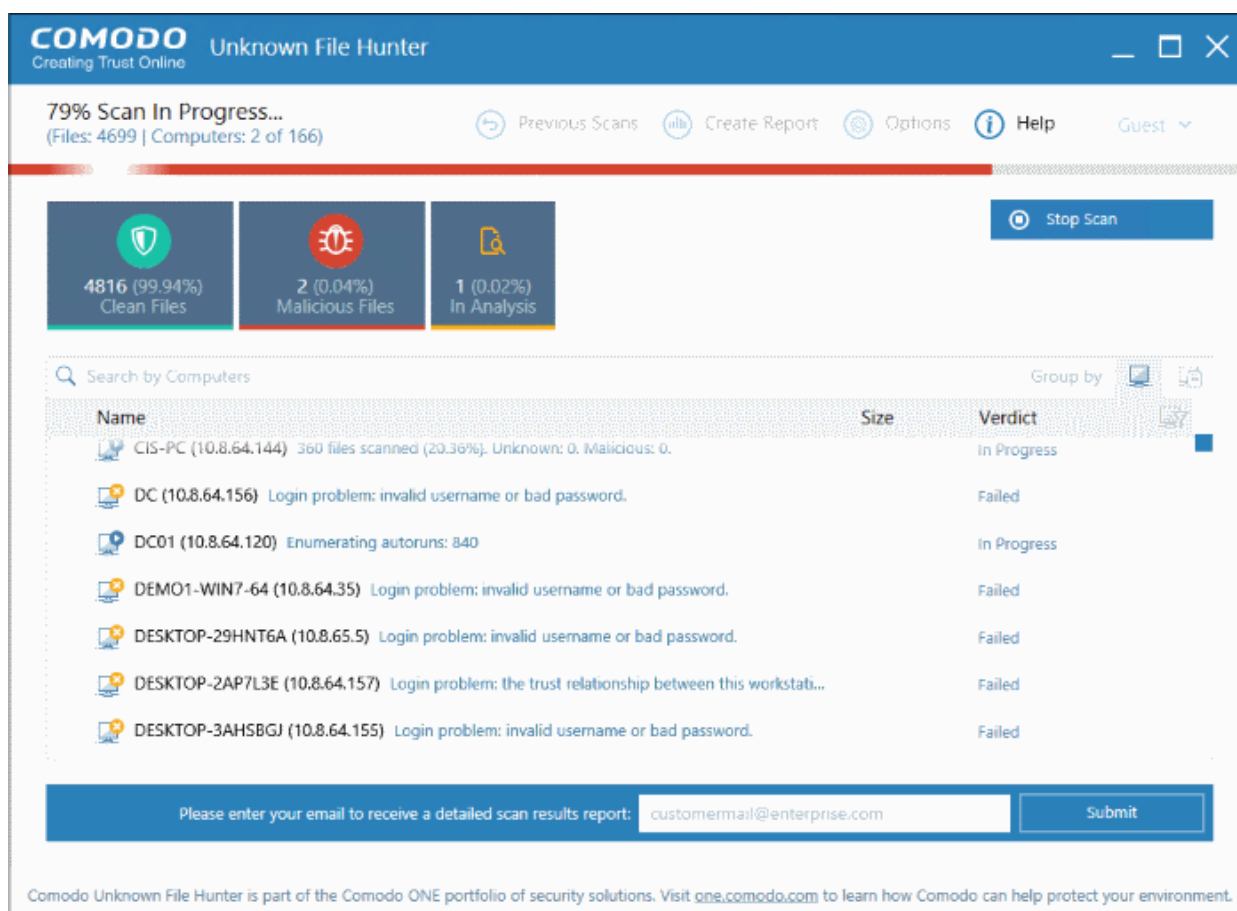 COMODO
Creating Trust Online
Unknown File Hunter
79% Scan In Progress...
(Files: 4699 | Computers: 2 of 166)
Previous Scans
Create Report
Options
Help
Guest
4816 (99.94%)
Clean Files
2 (0.04%)
Malicious Files
1 (0.02%)
In Analysis
Stop Scan
Search by Computers
Group by
Name Size Verdict
CIS-PC (10.8.64.144) 360 files scanned (20.36%). Unknown: 0. Malicious: 0. In Progress
DC (10.8.64.156) Login problem: invalid username or bad password. Failed
DC01 (10.8.64.120) Enumerating autoruns: 840 In Progress
DEMO1-WIN7-64 (10.8.64.35) Login problem: invalid username or bad password. Failed
DESKTOP-29HNT6A (10.8.65.5) Login problem: invalid username or bad password. Failed
DESKTOP-2AP7L3E (10.8.64.157) Login problem: the trust relationship between this workstati... Failed
DESKTOP-3AHSBGJ (10.8.64.155) Login problem: invalid username or bad password. Failed
Please enter your email to receive a detailed scan results report: customermail@enterprise.com Submit
Comodo Unknown File Hunter is part of the Comodo ONE portfolio of security solutions. Visit one.comodo.com to learn how Comodo can help protect your environment.